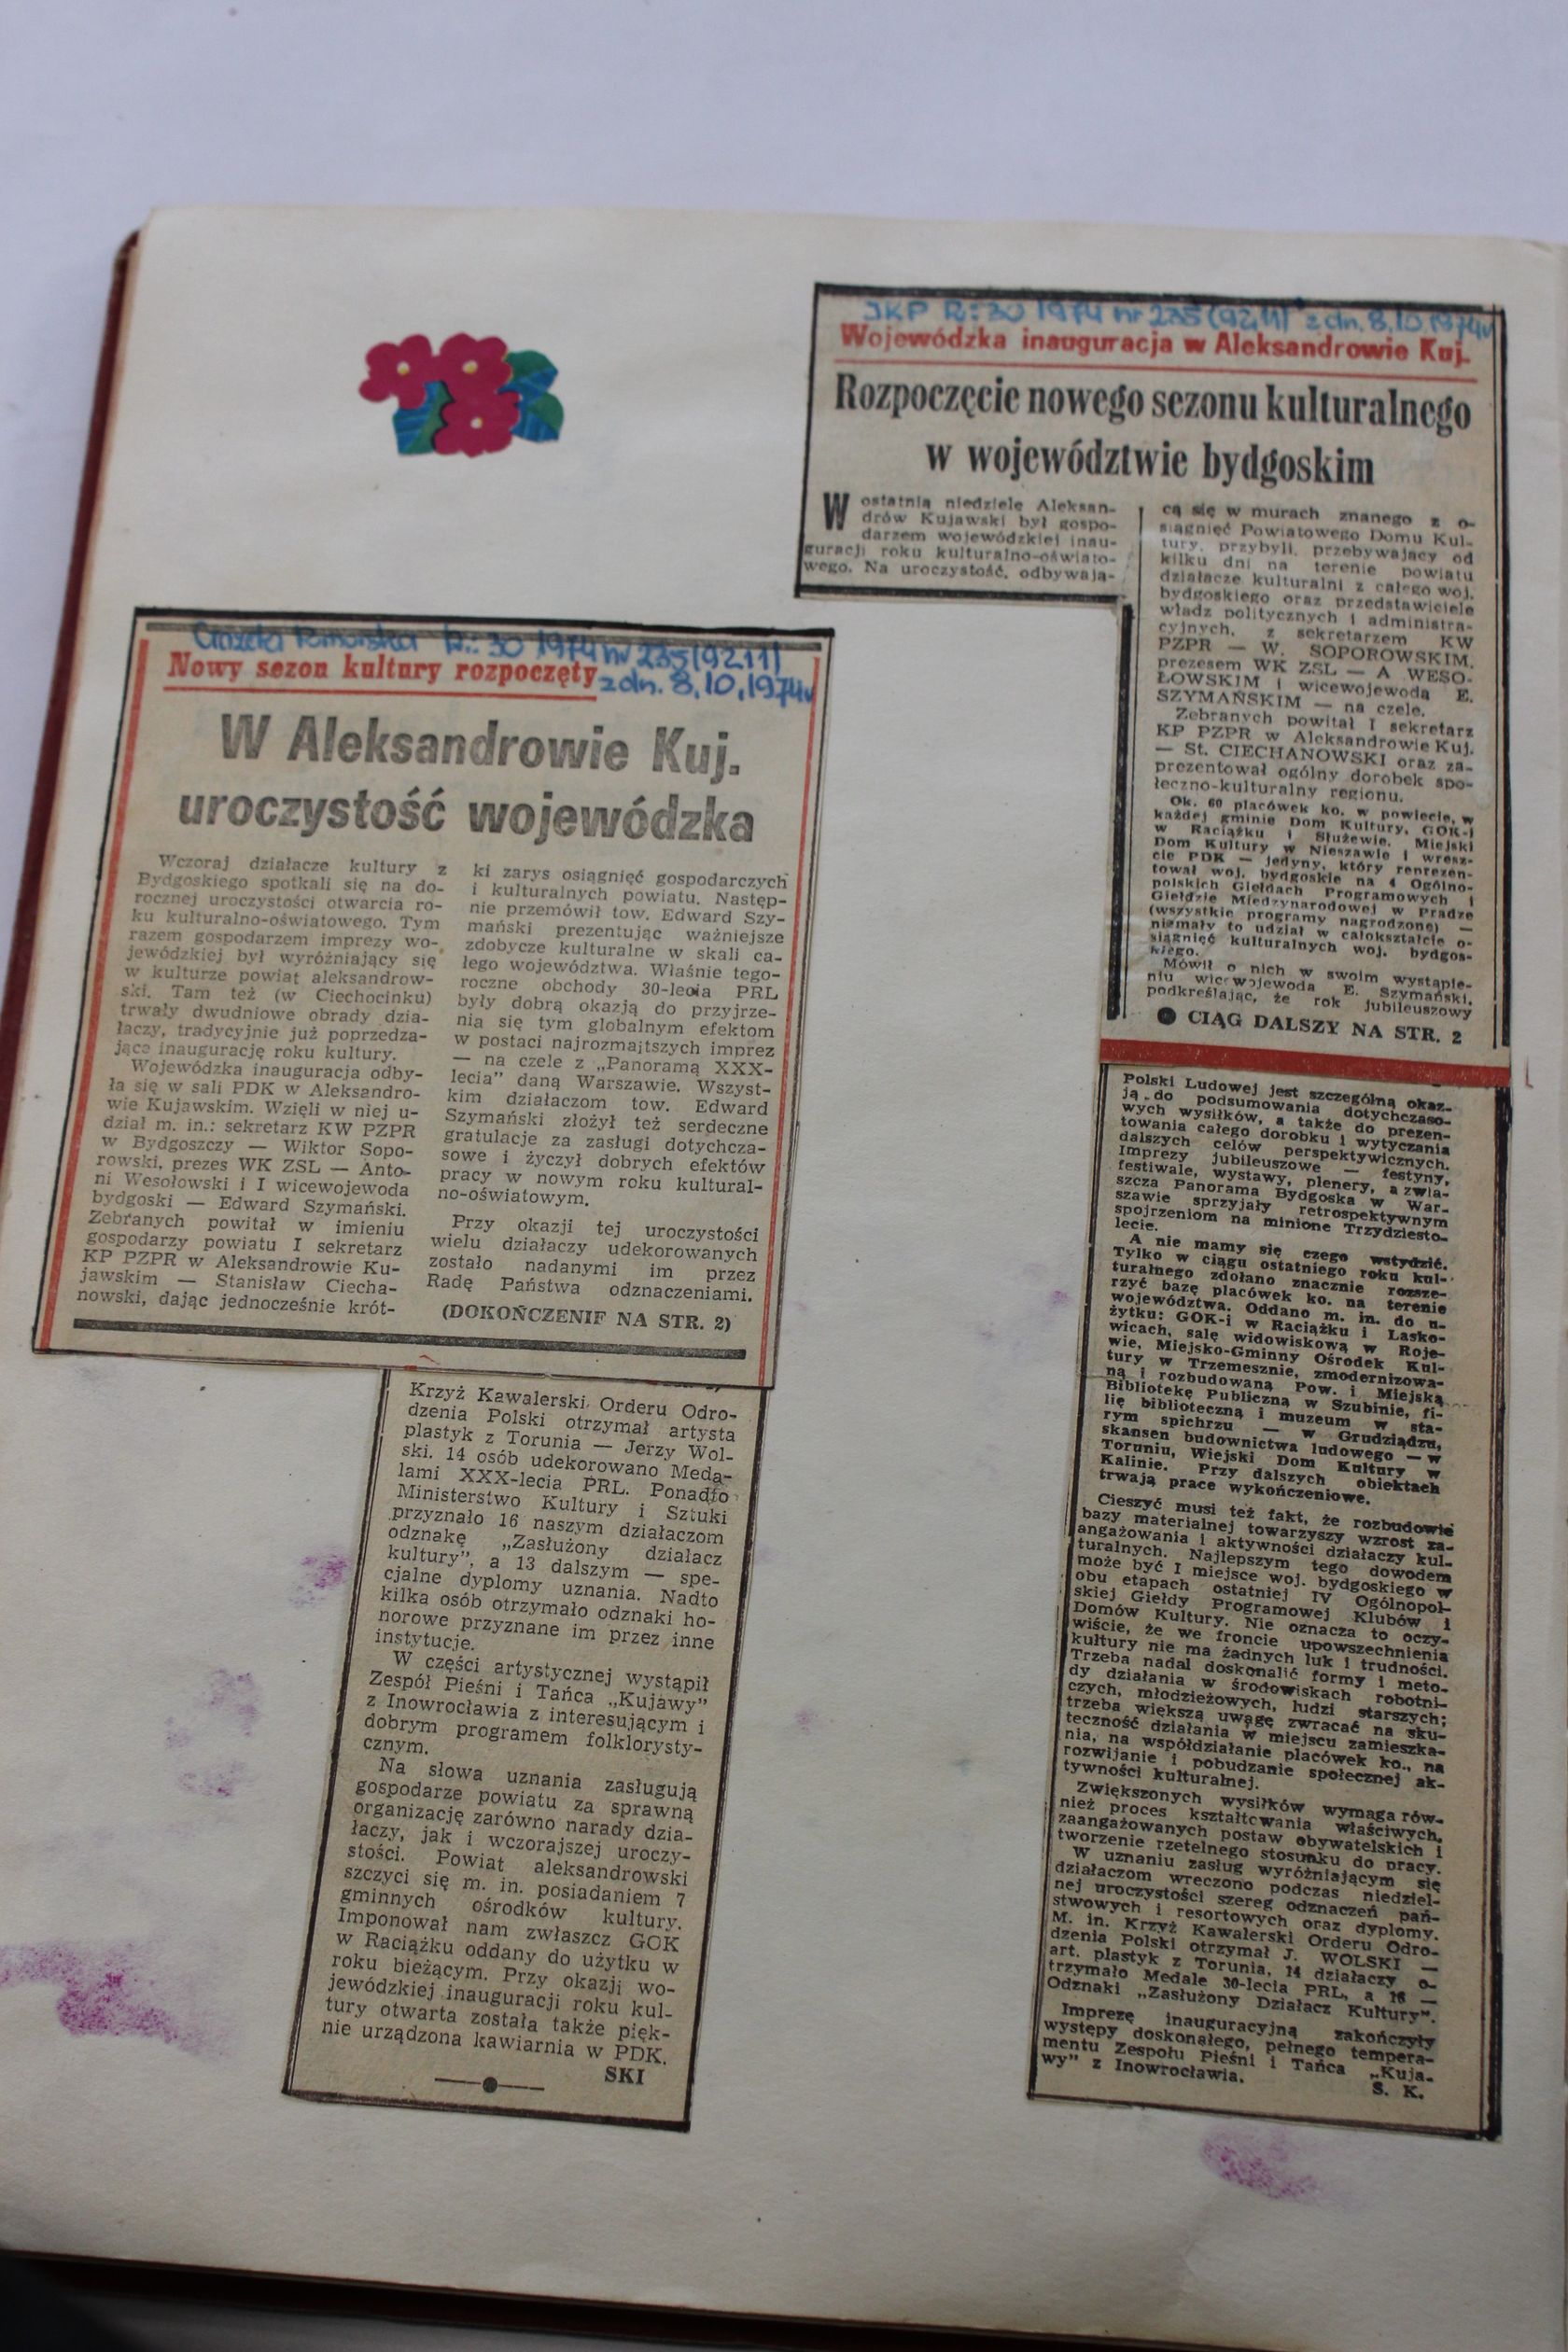 Gazeta Pomorska R.: 30 1974 nr 235 (9211)
z dn. 8.10.1974r
Nowy sezon kultury rozpoczęty
W Aleksandrowie Kuj.
uroczystość wojewódzka
Wczoraj działacze kultury z
Bydgoskiego spotkali się na do-
rocznej uroczystości otwarcia ro-
ku kulturalno-oświatowego. Tym
razem gospodarzem imprezy wo-
jewódzkiej był wyróżniający się
w kulturze powiat aleksandrow-
ski. Tam też (w Ciechocinku)
trwały dwudniowe obrady dzia-
łaczy, tradycyjnie już poprzedza-
jące inaugurację roku kultury.
Wojewódzka inauguracja odby-
ła się w sali PDK w Aleksandro-
wie Kujawskim. Wzięli w niej u-
dział m. in.: sekretarz KW PZPR
w Bydgoszczy — Wiktor Sopo-
rowski, prezes WK ZSL — Anto-
ni Wesołowski i I wicewojewoda
bydgoski — Edward Szymański.
Zebranych powitał w imieniu
gospodarzy powiatu I sekretarz
KP PZPR w Aleksandrowie Ku-
jawskim — Stanisław Ciecha-
nowski, dając jednocześnie krót-
ki zarys osiągnięć gospodarczych
i kulturalnych powiatu. Następ-
nie przemówił tow. Edward Szy-
mański prezentując ważniejsze
zdobycze kulturalne w skali ca-
łego województwa. Właśnie tego-
roczne obchody 30-lecia PRL
były dobrą okazją do przyjrze-
nia się tym globalnym efektom
w postaci najrozmaitszych imprez
— na czele z „Panoramą XXX-
lecia" daną Warszawie. Wszyst-
kim działaczom tow. Edward
Szymański złożył też serdeczne
gratulacje za zasługi dotychcza-
sowe i życzył dobrych efektów
pracy w nowym roku kultural-
no-oświatowym.
Przy okazji tej uroczystości
wielu działaczy udekorowanych
zostało nadanymi im przez
Radę Państwa odznaczeniami.
(DOKOŃCZENIE NA STR. 2)
Krzyż Kawalerski Orderu Odro-
dzenia Polski otrzymał artysta
plastyk z Torunia — Jerzy Wol-
ski. 14 osób udekorowano Meda-
lami XXX-lecia PRL. Ponadto
Ministerstwo Kultury i Sztuki
przyznało 16 naszym działaczom
odznakę „Zasłużony działacz
kultury", a 13 dalszym — spe-
cjalne dyplomy uznania. Nadto
kilka osób otrzymało odznaki ho-
norowe przyznane im przez inne
instytucje.
W części artystycznej wystąpił
Zespół Pieśni i Tańca „Kujawy"
z Inowrocławia z interesującym i
dobrym programem folklorysty-
cznym.
Na słowa uznania zasługują
gospodarze powiatu za sprawną
organizację zarówno narady dzia-
łaczy, jak i wczorajszej uroczy-
stości. Powiat aleksandrowski
szczyci się m. in. posiadaniem 7
gminnych ośrodków kultury.
Imponował nam zwłaszcz GOK
w Raciążku oddany do użytku w
roku bieżącym. Przy okazji wo-
jewódzkiej inauguracji roku kul-
tury otwarta została także pięk-
nie urządzona kawiarnia w PDK.
SKI
JKP R.: 30 1974 nr 235 (9211) z dn. 8.10.1974r
Wojewódzka inauguracja w Aleksandrowie Kuj.
Rozpoczęcie nowego sezonu kulturalnego
w województwie bydgoskim
W ostatnią niedzielę Aleksan-
drów Kujawski był gospo-
darzem wojewódzkiej inau-
guracji roku kulturalno-oświato-
wego. Na uroczystość, odbywają-
cą się w murach znanego z o-
siągnięć Powiatowego Domu Kul-
tury, przybyli, przebywający od
kilku dni na terenie powiatu
działacze kulturalni z całego woj.
bydgoskiego oraz przedstawiciele
władz politycznych i administra-
cyjnych, z sekretarzem KW
PZPR — W. SOPOROWSKIM,
prezesem WK ZSL — A WESO-
ŁOWSKIM i wicewojewodą E.
SZYMAŃSKIM — na czele.
Zebranych powitał I sekretarz
KP PZPR w Aleksandrowie Kuj.
— St. CIECHANOWSKI oraz za-
prezentował ogólny dorobek spo-
łeczno-kulturalny regionu.
Ok. 60 placówek ko. w powiecie, w
każdej gminie Dom Kultury, GOK-i
w Raciążku i Służewie, Miejski
Dom Kultury w Nieszawie i wresz-
cie PDK — jedyny, który reprezen-
tował woj. bydgoskie na 4 Ogólno-
polskich Giełdach Programowych i
Giełdzie Międzynarodowej w Pradze
(wszystkie programy nagrodzone) —
niemały to udział w całokształcie o-
siągnięć kulturalnych woj. bydgos-
kiego.
Mówił o nich w swoim wystąpie-
niu wicewojewoda E. Szymański,
podkreślając, że rok jubileuszowy
● CIĄG DALSZY NA STR. 2
Polski Ludowej jest szczególną okaz-
ją do podsumowania dotychczaso-
wych wysiłków, a także do prezen-
towania całego dorobku i wytyczania
dalszych celów perspektywicznych.
Imprezy jubileuszowe — festyny,
festiwale, wystawy, plenery, a zwła-
szcza Panorama Bydgoska w War-
szawie sprzyjały retrospektywnym
spojrzeniom na minione Trzydziesto-
lecie.
A nie mamy się czego wstydzić.
Tylko w ciągu ostatniego roku kul-
turalnego zdołano znacznie rozsze-
rzyć bazę placówek ko. na terenie
województwa. Oddano m. in. do u-
żytku: GOK-i w Raciążku i Lasko-
wicach, salę widowiskową w Roje-
wie, Miejsko-Gminny Ośrodek Kul-
tury w Trzemesznie, zmodernizowa-
ną i rozbudowaną Pow. i Miejską
Bibliotekę Publiczną w Szubinie, fi-
lię biblioteczną i muzeum w sta-
rym spichrzu — w Grudziądzu,
skansen budownictwa ludowego — w
Toruniu, Wiejski Dom Kultury w
Kalinie. Przy dalszych obiektach
trwają prace wykończeniowe.
Cieszyć musi też fakt, że rozbudowie
bazy materialnej towarzyszy wzrost za-
angażowania i aktywności działaczy kul-
turalnych. Najlepszym tego dowodem
może być I miejsce woj. bydgoskiego w
obu etapach ostatniej IV Ogólnopol-
skiej Giełdy Programowej Klubów i
Domów Kultury. Nie oznacza to oczy-
wiście, że we froncie upowszechnienia
kultury nie ma żadnych luk i trudności.
Trzeba nadal doskonalić formy i meto-
dy działania w środowiskach robotni-
czych, młodzieżowych, ludzi starszych;
trzeba większą uwagę zwracać na sku-
teczność działania w miejscu zamieszka-
nia, na współdziałanie placówek ko., na
rozwijanie i pobudzanie społecznej ak-
tywności kulturalnej.
Zwiększonych wysiłków wymaga rów-
nież proces kształtowania właściwych,
zaangażowanych postaw obywatelskich i
tworzenie rzetelnego stosunku do pracy.
W uznaniu zasług wyróżniającym się
działaczom wręczono podczas niedziel-
nej uroczystości szereg odznaczeń pań-
stwowych i resortowych oraz dyplomy.
M. in. Krzyż Kawalerski Orderu Odro-
dzenia Polski otrzymał J. WOLSKI —
art. plastyk z Torunia, 14 działaczy o-
trzymało Medale 30-lecia PRL, a 16 —
Odznaki „Zasłużony Działacz Kultury".
Imprezę inauguracyjną zakończyły
występy doskonałego, pełnego tempera-
mentu Zespołu Pieśni i Tańca „Kuja-
wy" z Inowrocławia.
S. K.